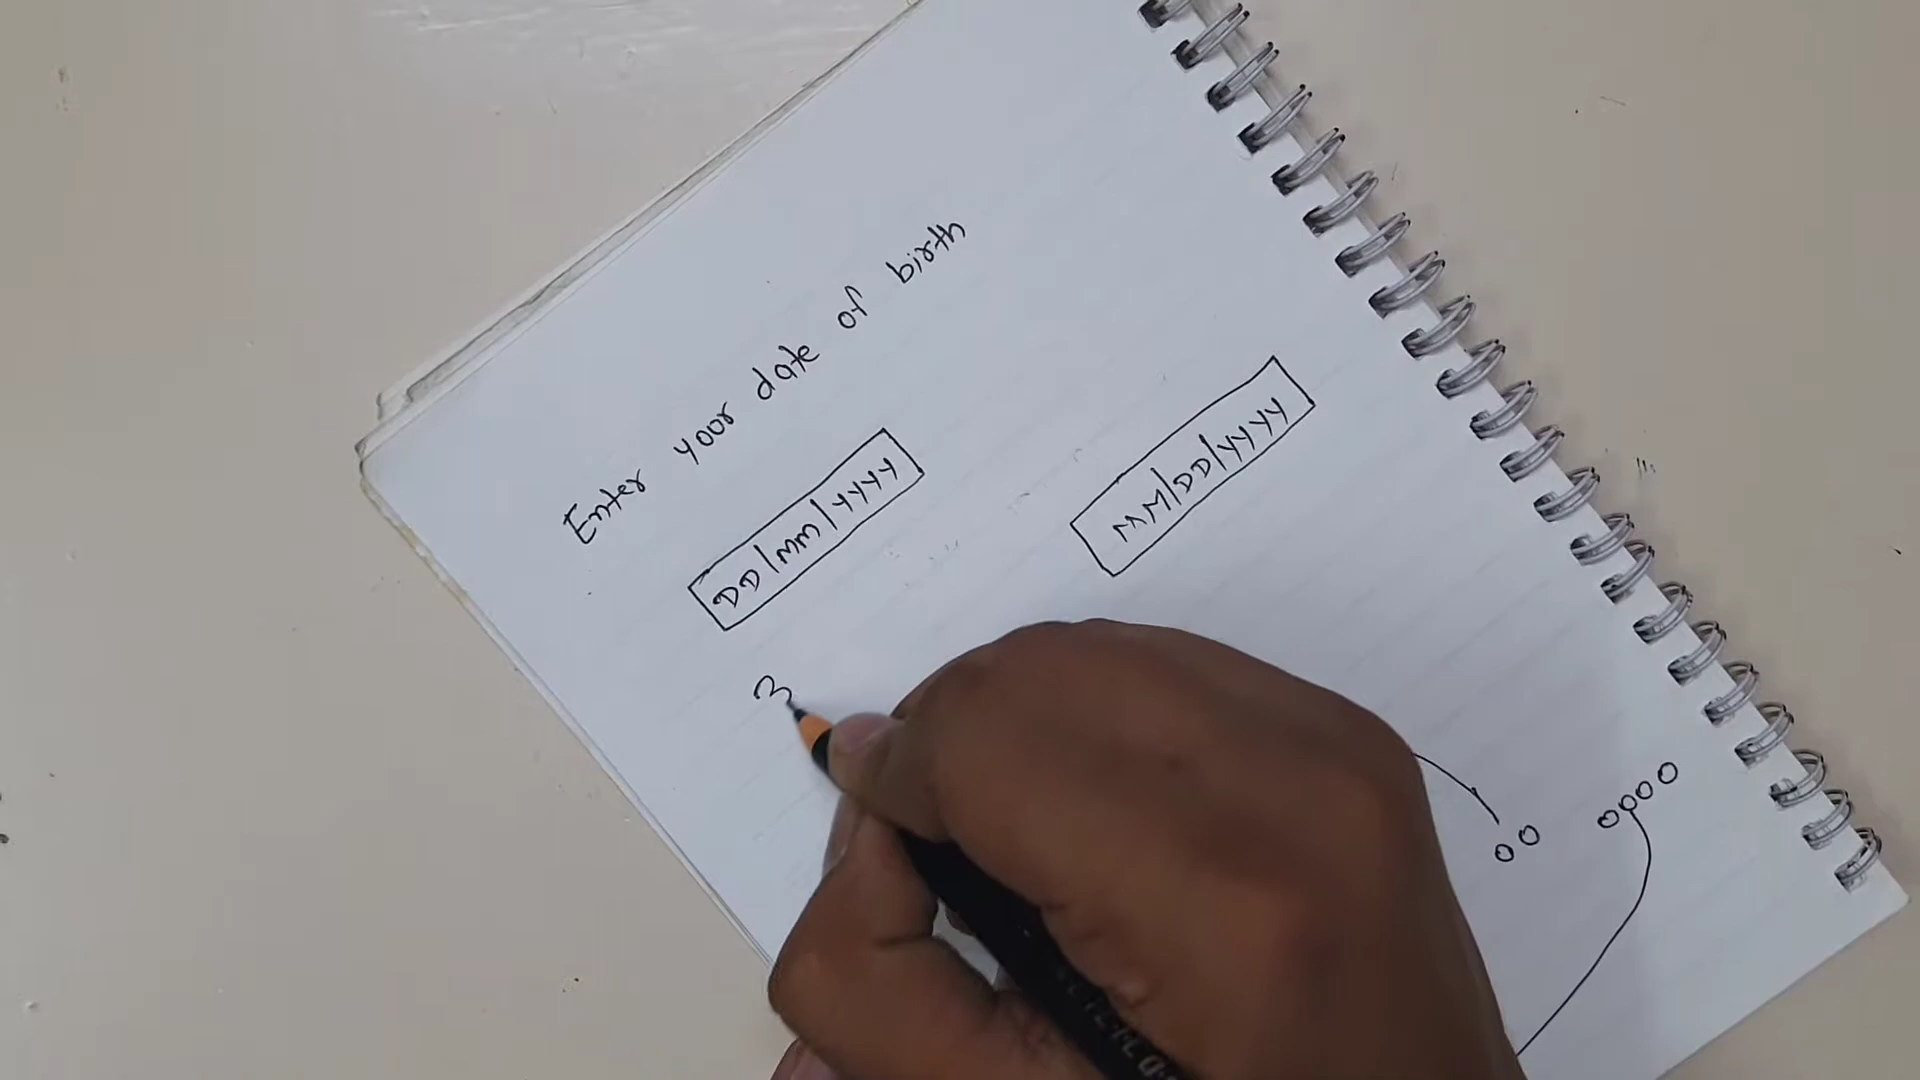 Enter your date of birth
DD|MM|YYYY
MM|DD|YYYY
3
00 0000